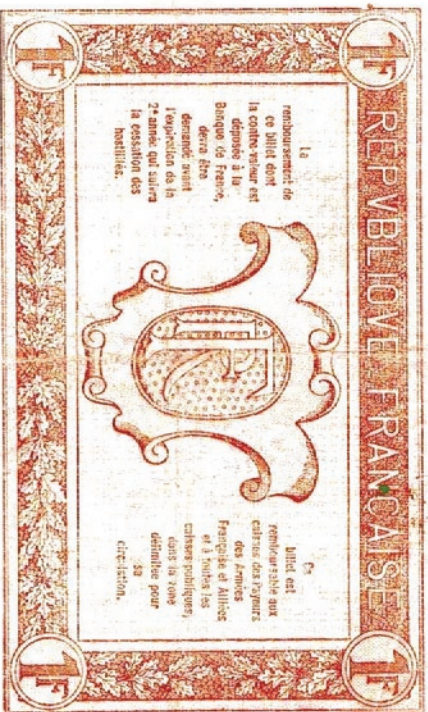 1F
REPVBLIQVE FRANÇAISE
1F
Le
remboursement de
ce billet dont
la contre-valeur est
déposée à la
Banque de France,
devra être
demandé avant
l'expiration de la
2e année qui suivra
la cessation des
hostilités.
1F
Ce
billet est
remboursable aux
caisses des Payeurs
des Armées
Française et Alliées
et à toutes les
caisses publiques,
dans la zone
délimitée pour
sa
circulation.
1F
1F